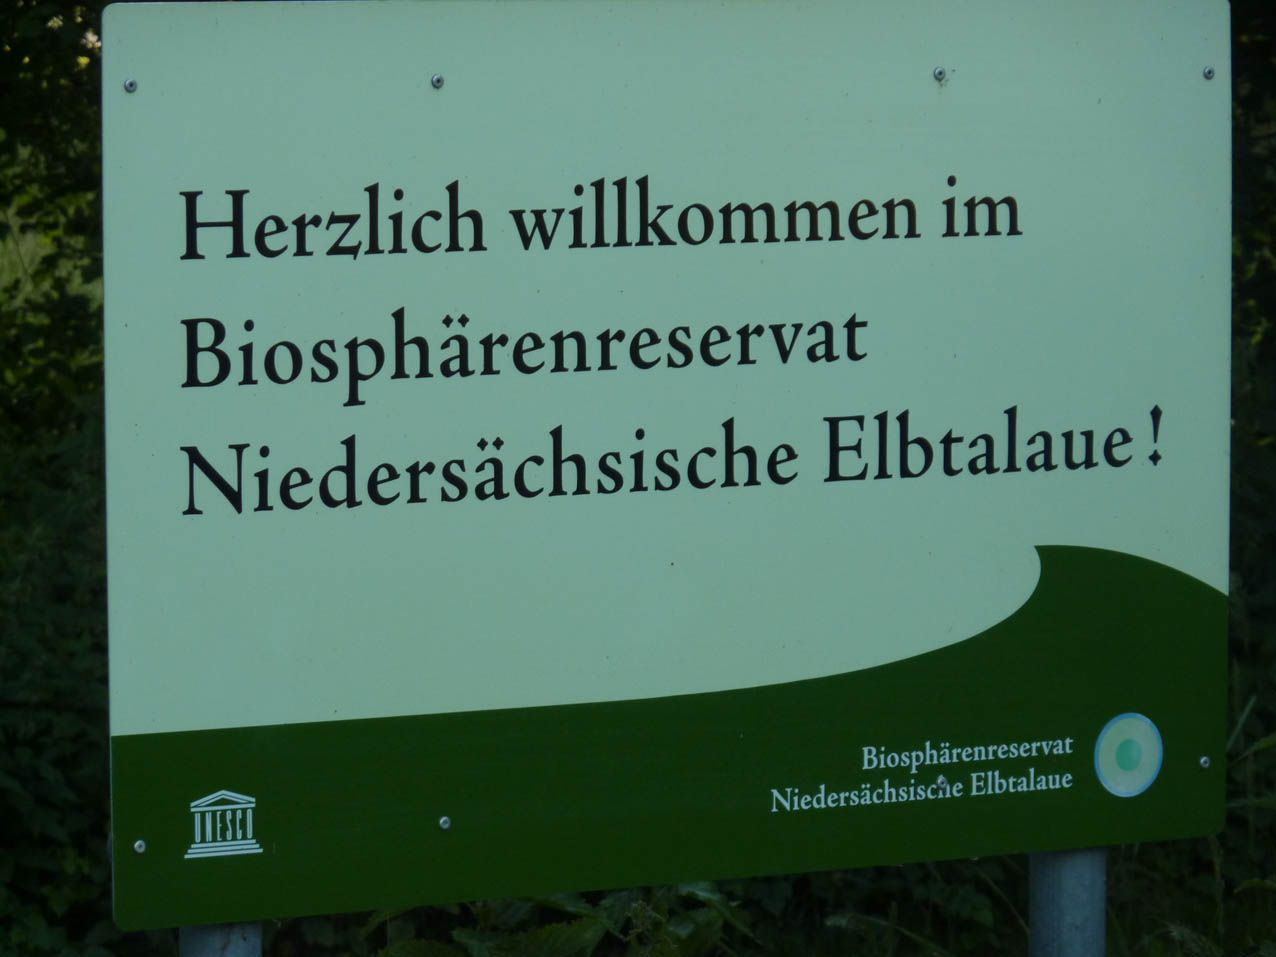 Herzlich willkommen im
Biosphärenreservat
Niedersächsische Elbtalaue!
Biosphärenreservat
Niedersächsische Elbtalaue
UNESCO